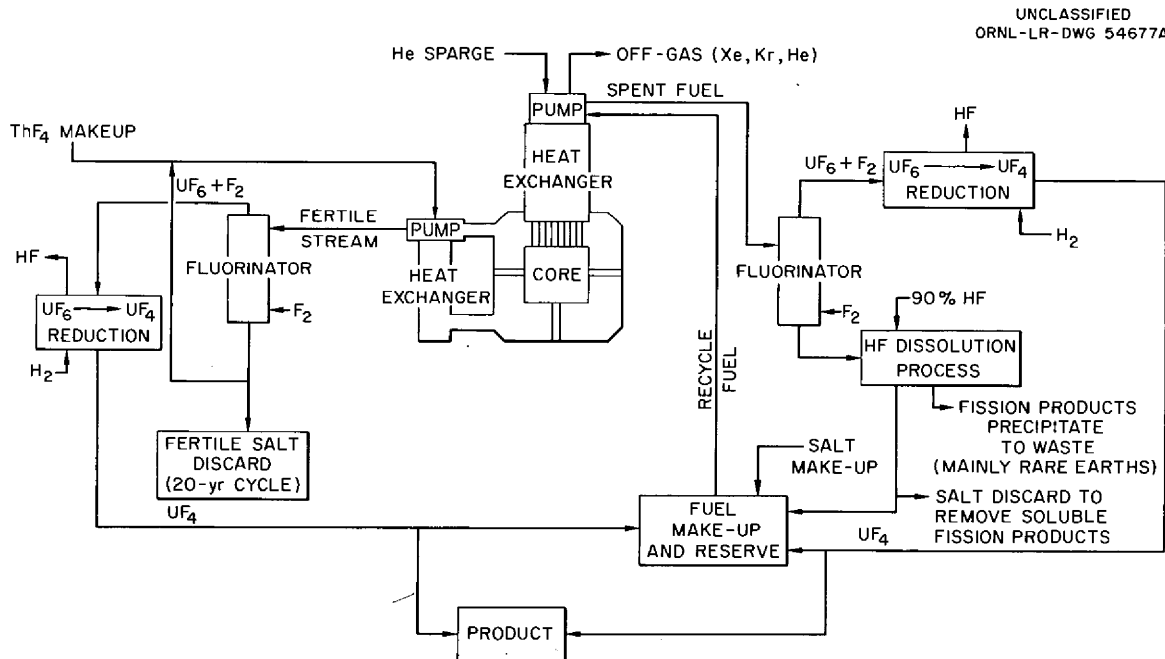 UNCLASSIFIED
ORNL-LR-DWG 54677A
He SPARGE
OFF-GAS (Xe, Kr, He)
SPENT FUEL
PUMP
HEAT
EXCHANGER
ThF4 MAKEUP
UF6 + F2
FERTILE
STREAM
PUMP
HEAT
EXCHANGER
CORE
FLUORINATOR
F2
HF
UF6 → UF4
REDUCTION
H2
FERTILE SALT
DISCARD
(20-yr CYCLE)
UF4
RECYCLE
FUEL
HF
UF6 + F2
UF6 → UF4
REDUCTION
H2
FLUORINATOR
F2
90% HF
HF DISSOLUTION
PROCESS
FISSION PRODUCTS
PRECIPITATE
TO WASTE
(MAINLY RARE EARTHS)
SALT
MAKE-UP
SALT DISCARD TO
REMOVE SOLUBLE
FISSION PRODUCTS
FUEL
MAKE-UP
AND RESERVE
UF4
PRODUCT